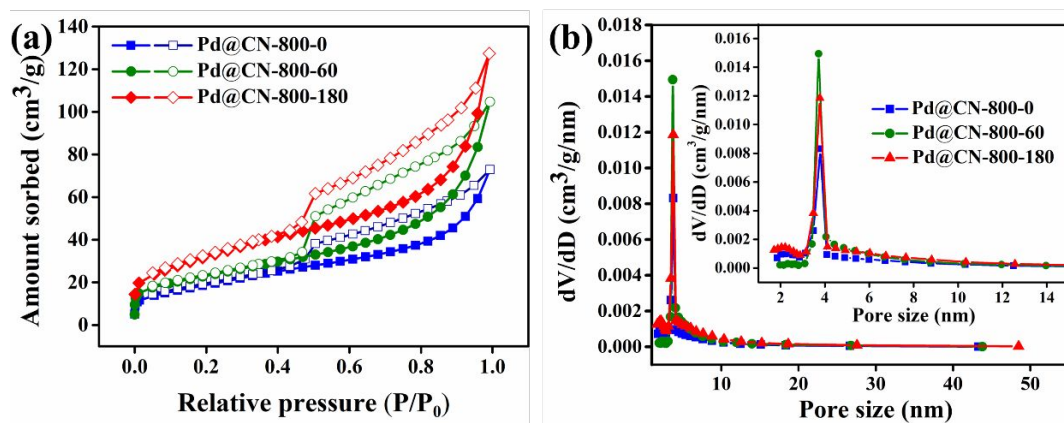 (a)
Pd@CN-800-0
Pd@CN-800-60
Pd@CN-800-180
140
120
100
80
60
40
20
0
0.0 0.2 0.4 0.6 0.8 1.0
Amount sorbed (cm³/g)
Relative pressure (P/P₀)
(b)
0.018
0.016
0.014
0.012
0.010
0.008
0.006
0.004
0.002
0.000
10 20 30 40 50
dV/dD (cm³/g/nm)
Pore size (nm)
0.016
0.014
0.012
0.010
0.008
0.006
0.004
0.002
0.000
2 4 6 8 10 12 14
dV/dD (cm³/g/nm)
Pore size (nm)
Pd@CN-800-0
Pd@CN-800-60
Pd@CN-800-180